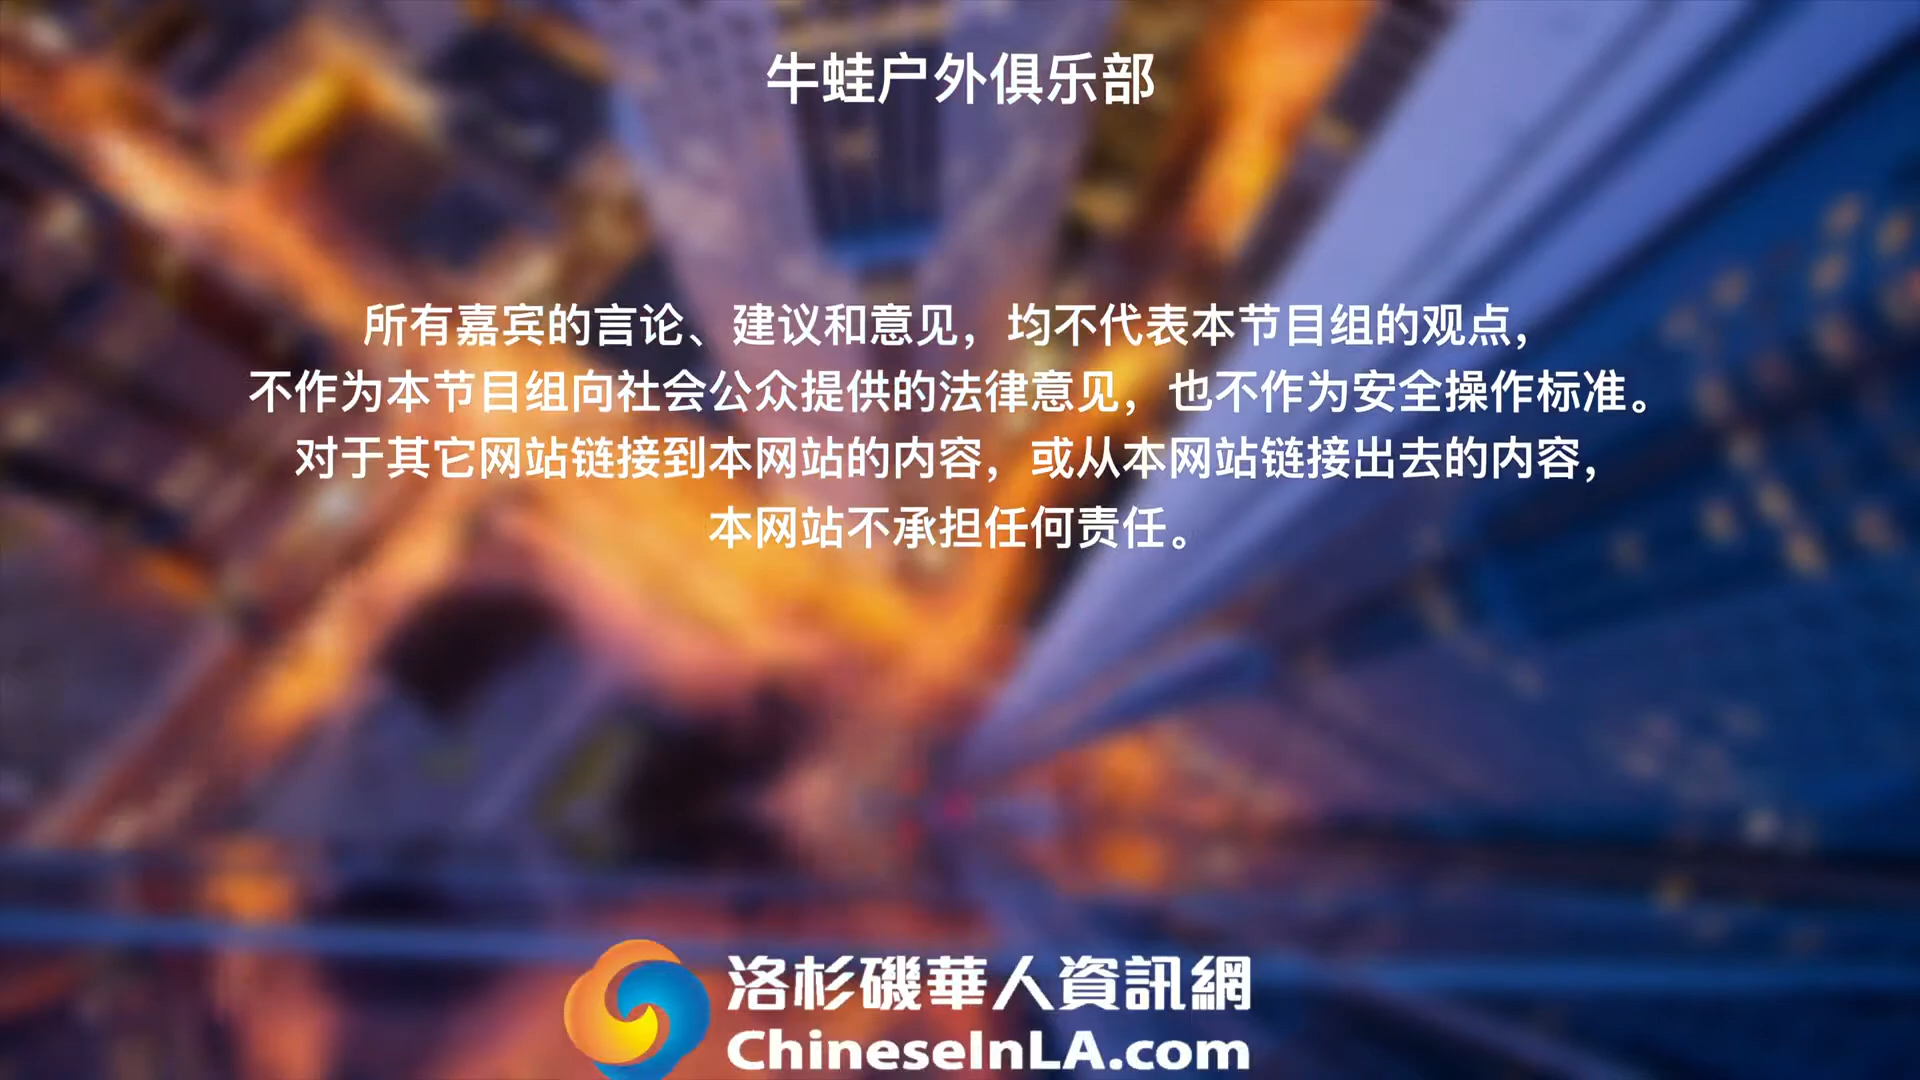 牛蛙户外俱乐部
所有嘉宾的言论、建议和意见，均不代表本节目组的观点，
不作为本节目组向社会公众提供的法律意见，也不作为安全操作标准。
对于其它网站链接到本网站的内容，或从本网站链接出去的内容，
本网站不承担任何责任。
洛杉磯華人資訊網
ChineseInLA.com